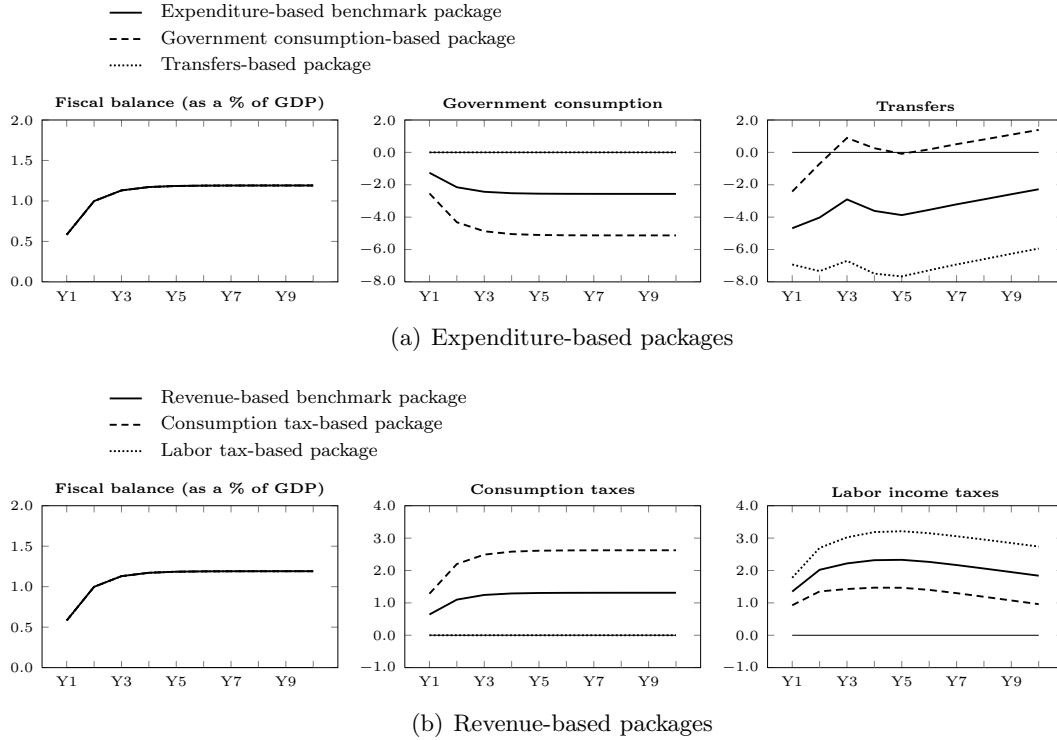 Expenditure-based benchmark package
Government consumption-based package
Transfers-based package
Fiscal balance (as a % of GDP)
2.0
1.5
1.0
0.5
0.0
Y1 Y3 Y5 Y7 Y9
Government consumption
2.0
0.0
−2.0
−4.0
−6.0
−8.0
Y1 Y3 Y5 Y7 Y9
Transfers
2.0
0.0
−2.0
−4.0
−6.0
−8.0
Y1 Y3 Y5 Y7 Y9
(a) Expenditure-based packages
Revenue-based benchmark package
Consumption tax-based package
Labor tax-based package
Fiscal balance (as a % of GDP)
2.0
1.5
1.0
0.5
0.0
Y1 Y3 Y5 Y7 Y9
Consumption taxes
4.0
3.0
2.0
1.0
0.0
−1.0
Y1 Y3 Y5 Y7 Y9
Labor income taxes
4.0
3.0
2.0
1.0
0.0
−1.0
Y1 Y3 Y5 Y7 Y9
(b) Revenue-based packages